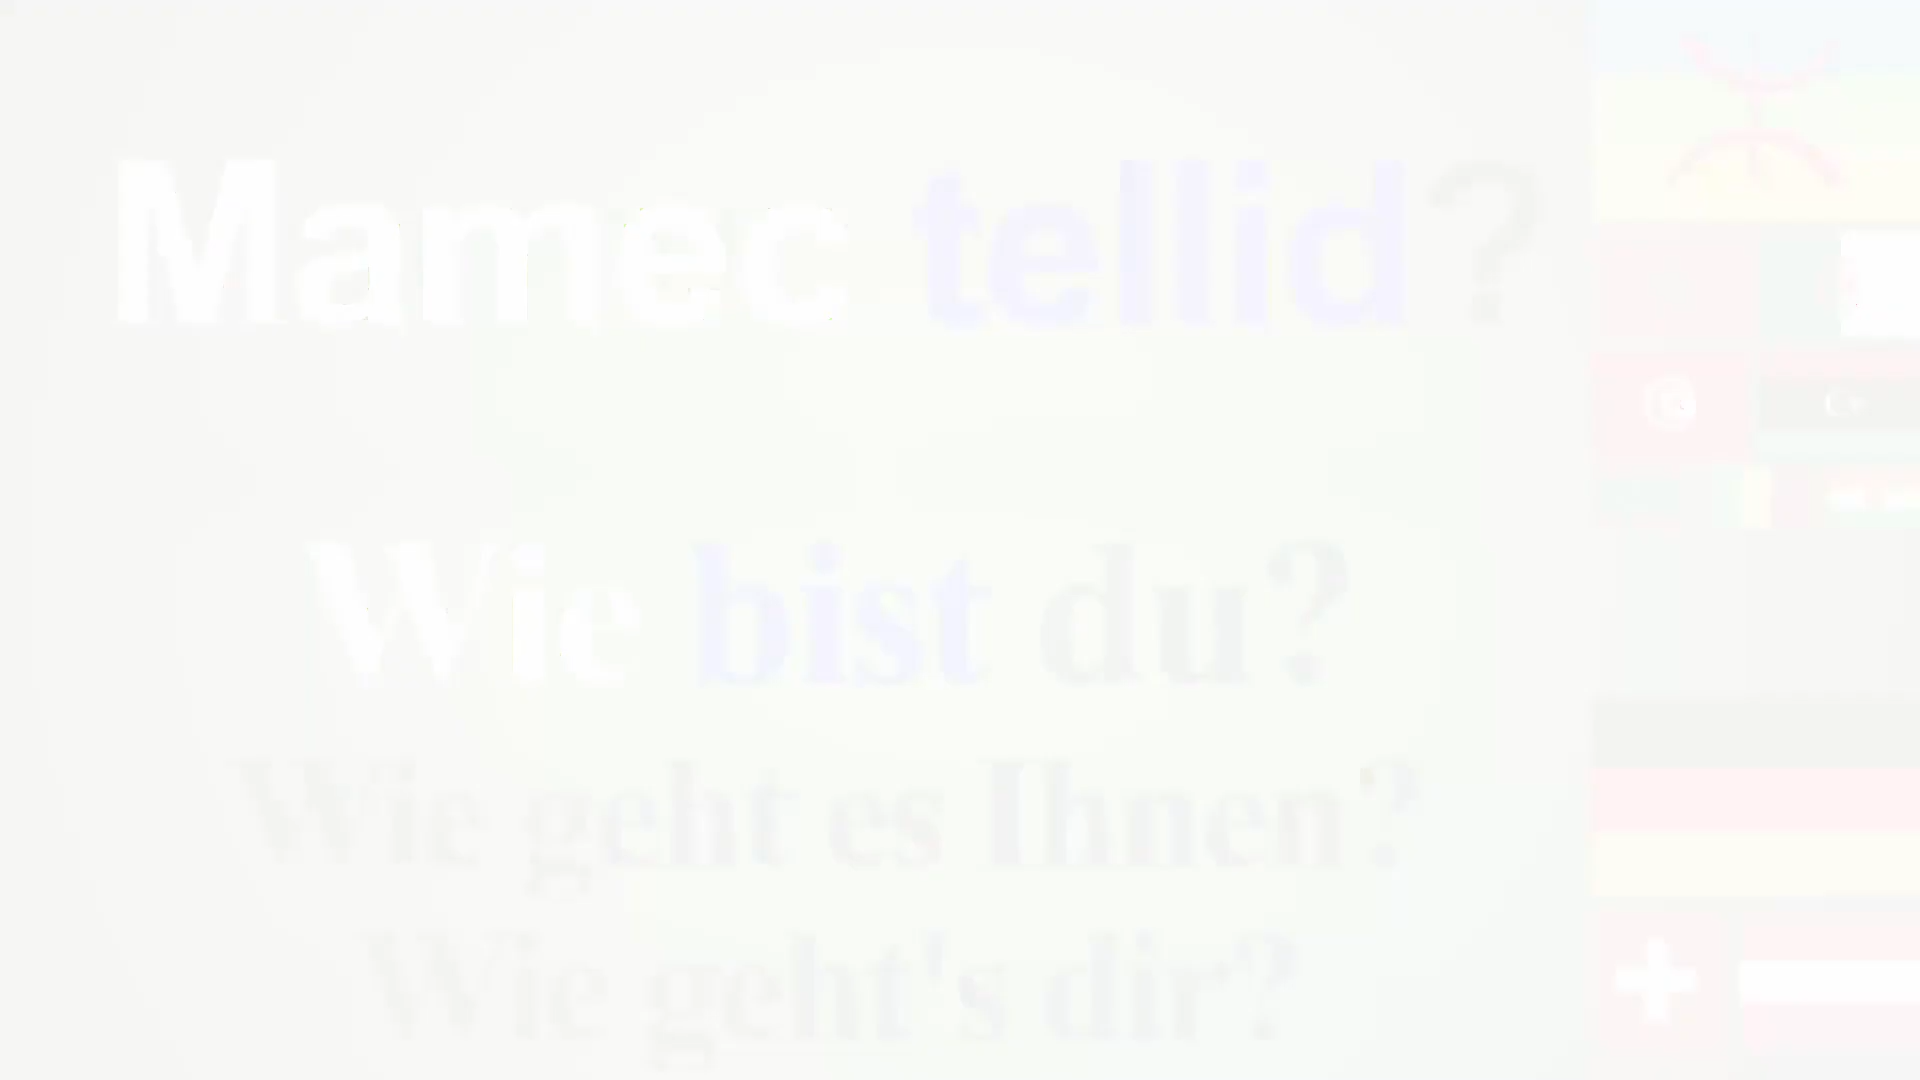 Mamec tellid?
Wie bist du?
Wie geht es Ihnen?
Wie geht's dir?